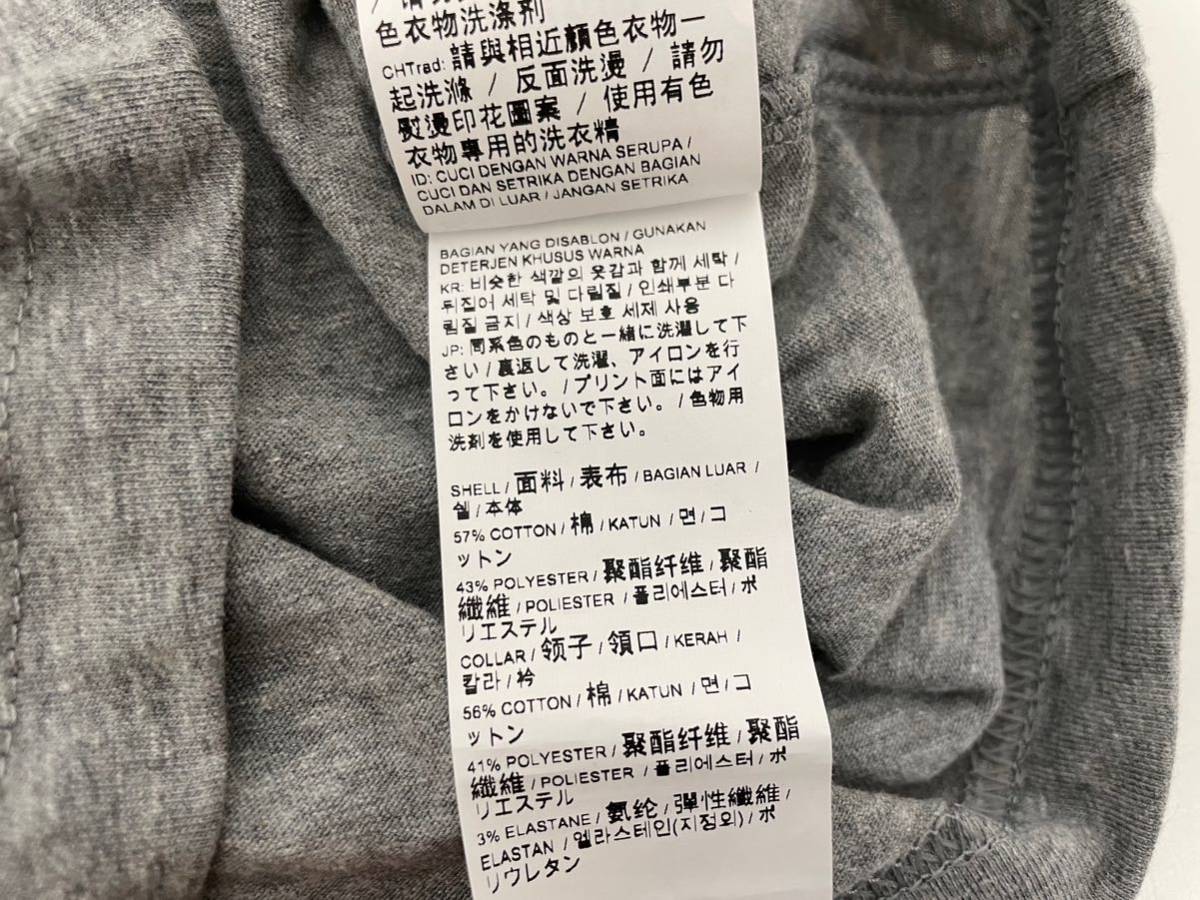 色衣物洗涤剂
CHTrad: 請與相近顏色衣物一
起洗滌 / 反面洗燙 / 請勿
熨燙印花圖案 / 使用有色
衣物專用的洗衣精
ID: CUCI DENGAN WARNA SERUPA /
CUCI DAN SETRIKA DENGAN BAGIAN
DALAM DI LUAR / JANGAN SETRIKA
BAGIAN YANG DISABLON / GUNAKAN
DETERJEN KHUSUS WARNA
KR: 비슷한 색깔의 옷감과 함께 세탁 /
뒤집어 세탁 및 다림질 / 인쇄부분 다
림질 금지 / 색상 보호 세제 사용
JP: 同系色のものと一緒に洗濯して下
さい / 裏返して洗濯、アイロンを行
って下さい。 / プリント面にはアイ
ロンをかけないで下さい。 / 色物用
洗剤を使用して下さい。
SHELL / 面料 / 表布 / BAGIAN LUAR /
쉘 / 本体
57% COTTON / 棉 / KATUN / 면 / コ
ットン
43% POLYESTER / 聚酯纤维 / 聚酯
纖維 / POLIESTER / 폴리에스터 / ポ
リエステル
COLLAR / 领子 / 領口 / KERAH /
칼라 / 衿
56% COTTON / 棉 / KATUN / 면 / コ
ットン
41% POLYESTER / 聚酯纤维 / 聚酯
纖維 / POLIESTER / 폴리에스터 / ポ
リエステル
3% ELASTANE / 氨纶 / 彈性纖維 /
ELASTAN / 엘라스테인(지정외) / ポ
リウレタン